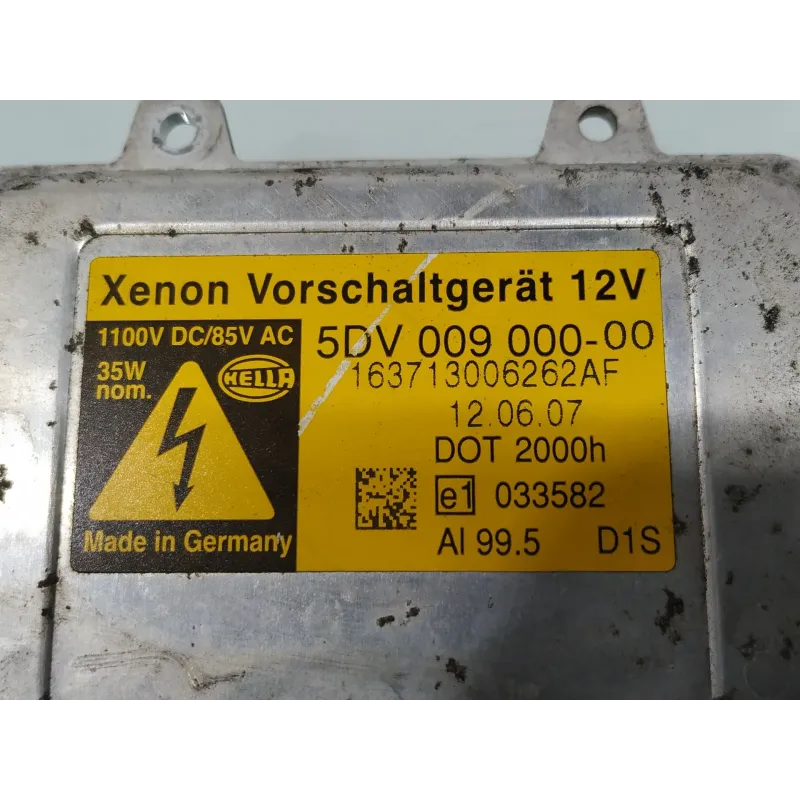 Xenon Vorschaltgerät 12V
1100V DC/85V AC
35W
nom.
HELLA
5DV 009 000-00
163713006262AF
12.06.07
DOT 2000h
e1 033582
Made in Germany
Al 99.5 D1S